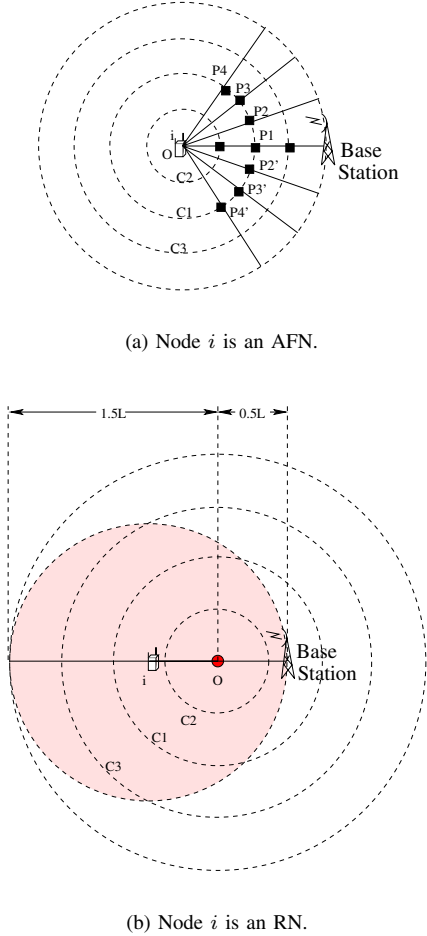 P4
P3
P2
i
P1
O
Base
Station
P2'
C2
P3'
C1
P4'
C3
(a) Node i is an AFN.
1.5L
0.5L
Base
Station
i
O
C2
C1
C3
(b) Node i is an RN.